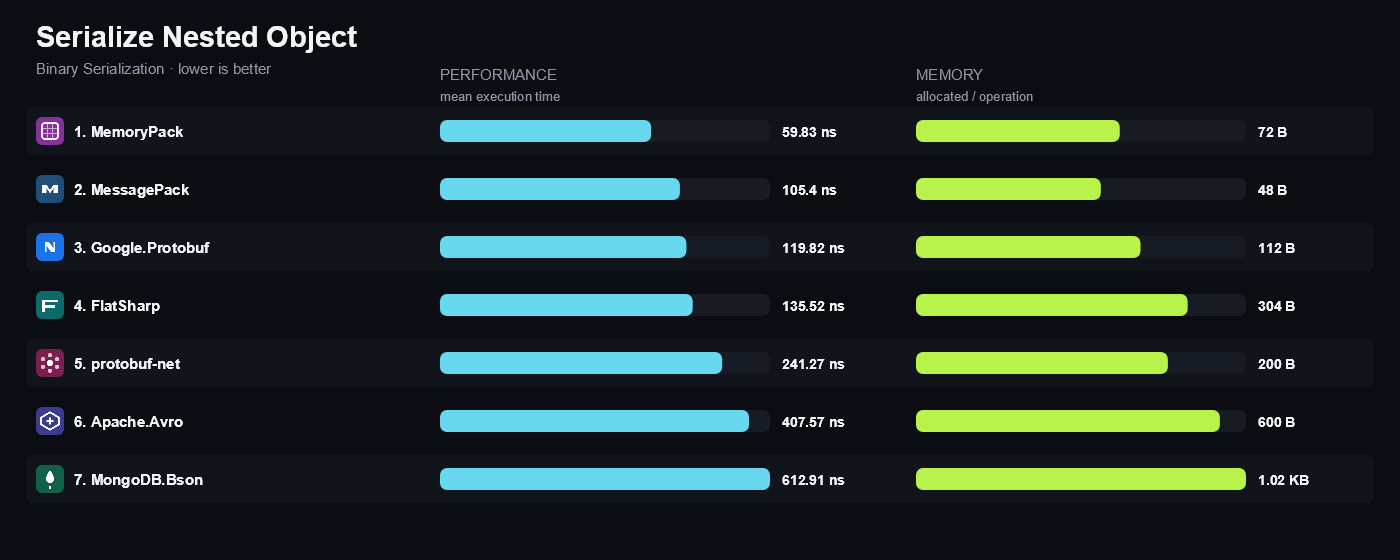 Serialize Nested Object
Binary Serialization · lower is better
PERFORMANCE
mean execution time
MEMORY
allocated / operation
1. MemoryPack 59.83 ns 72 B
2. MessagePack 105.4 ns 48 B
3. Google.Protobuf 119.82 ns 112 B
4. FlatSharp 135.52 ns 304 B
5. protobuf-net 241.27 ns 200 B
6. Apache.Avro 407.57 ns 600 B
7. MongoDB.Bson 612.91 ns 1.02 KB